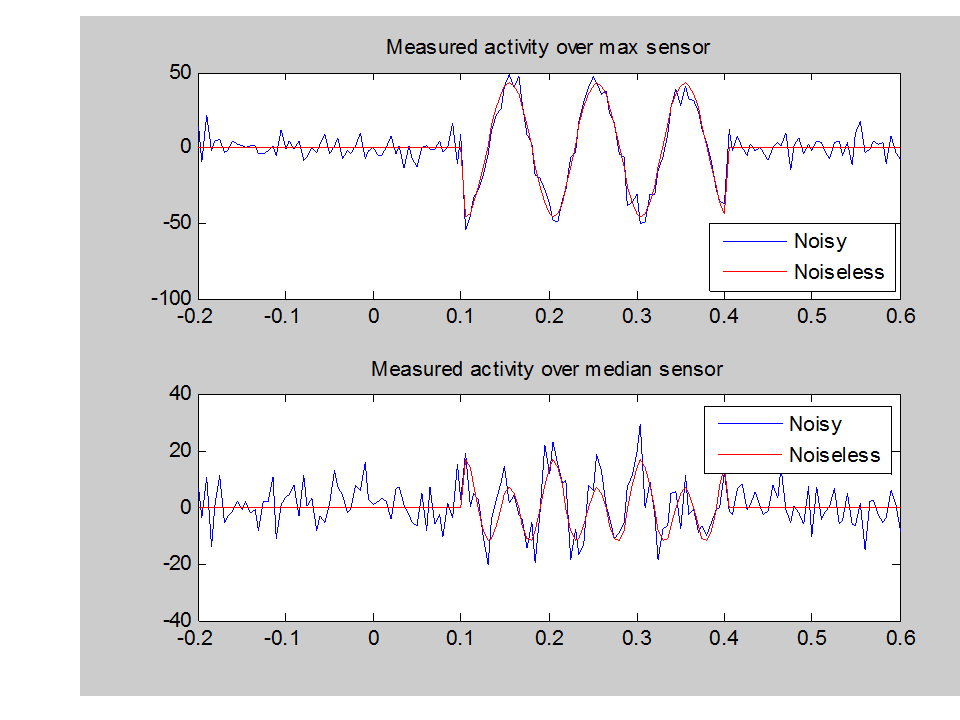 Measured activity over max sensor
50
0
-50
-100
-0.2 -0.1 0 0.1 0.2 0.3 0.4 0.5 0.6
Noisy
Noiseless
Measured activity over median sensor
40
20
0
-20
-40
-0.2 -0.1 0 0.1 0.2 0.3 0.4 0.5 0.6
Noisy
Noiseless